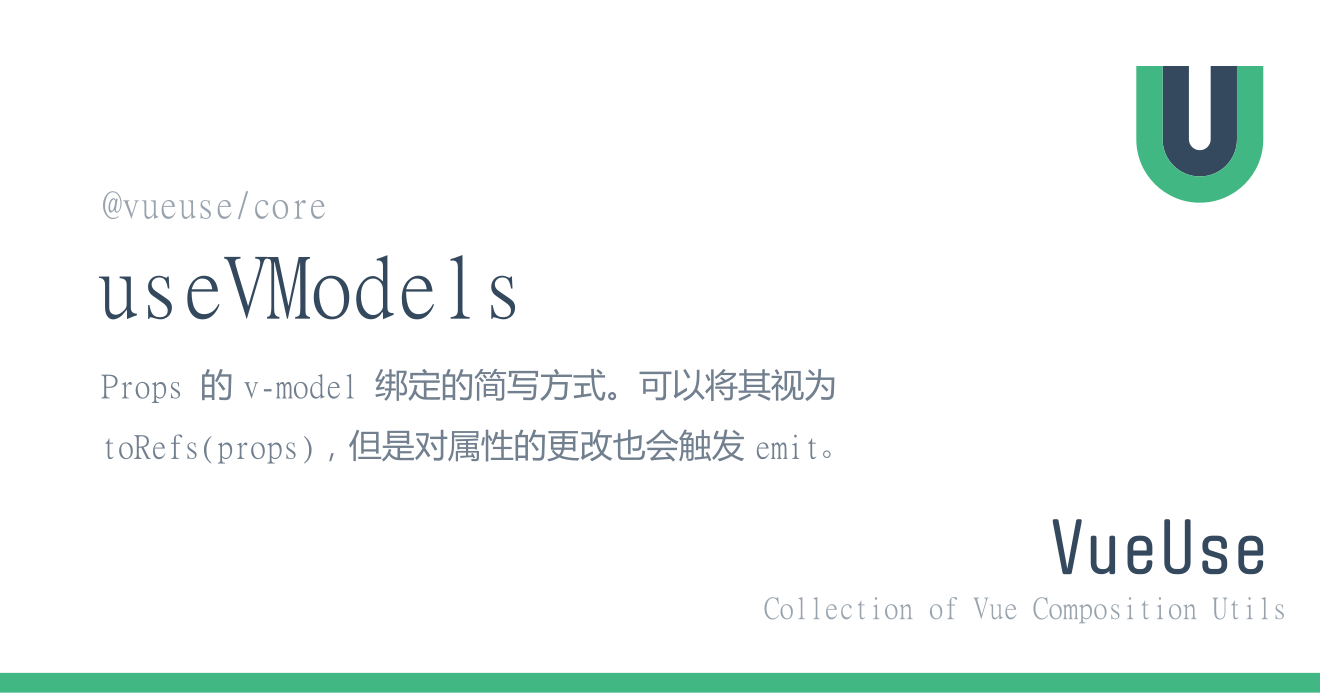 @vueuse/core
useVModels
Props 的 v-model 绑定的简写方式。可以将其视为
toRefs(props)，但是对属性的更改也会触发 emit。
VueUse
Collection of Vue Composition Utils